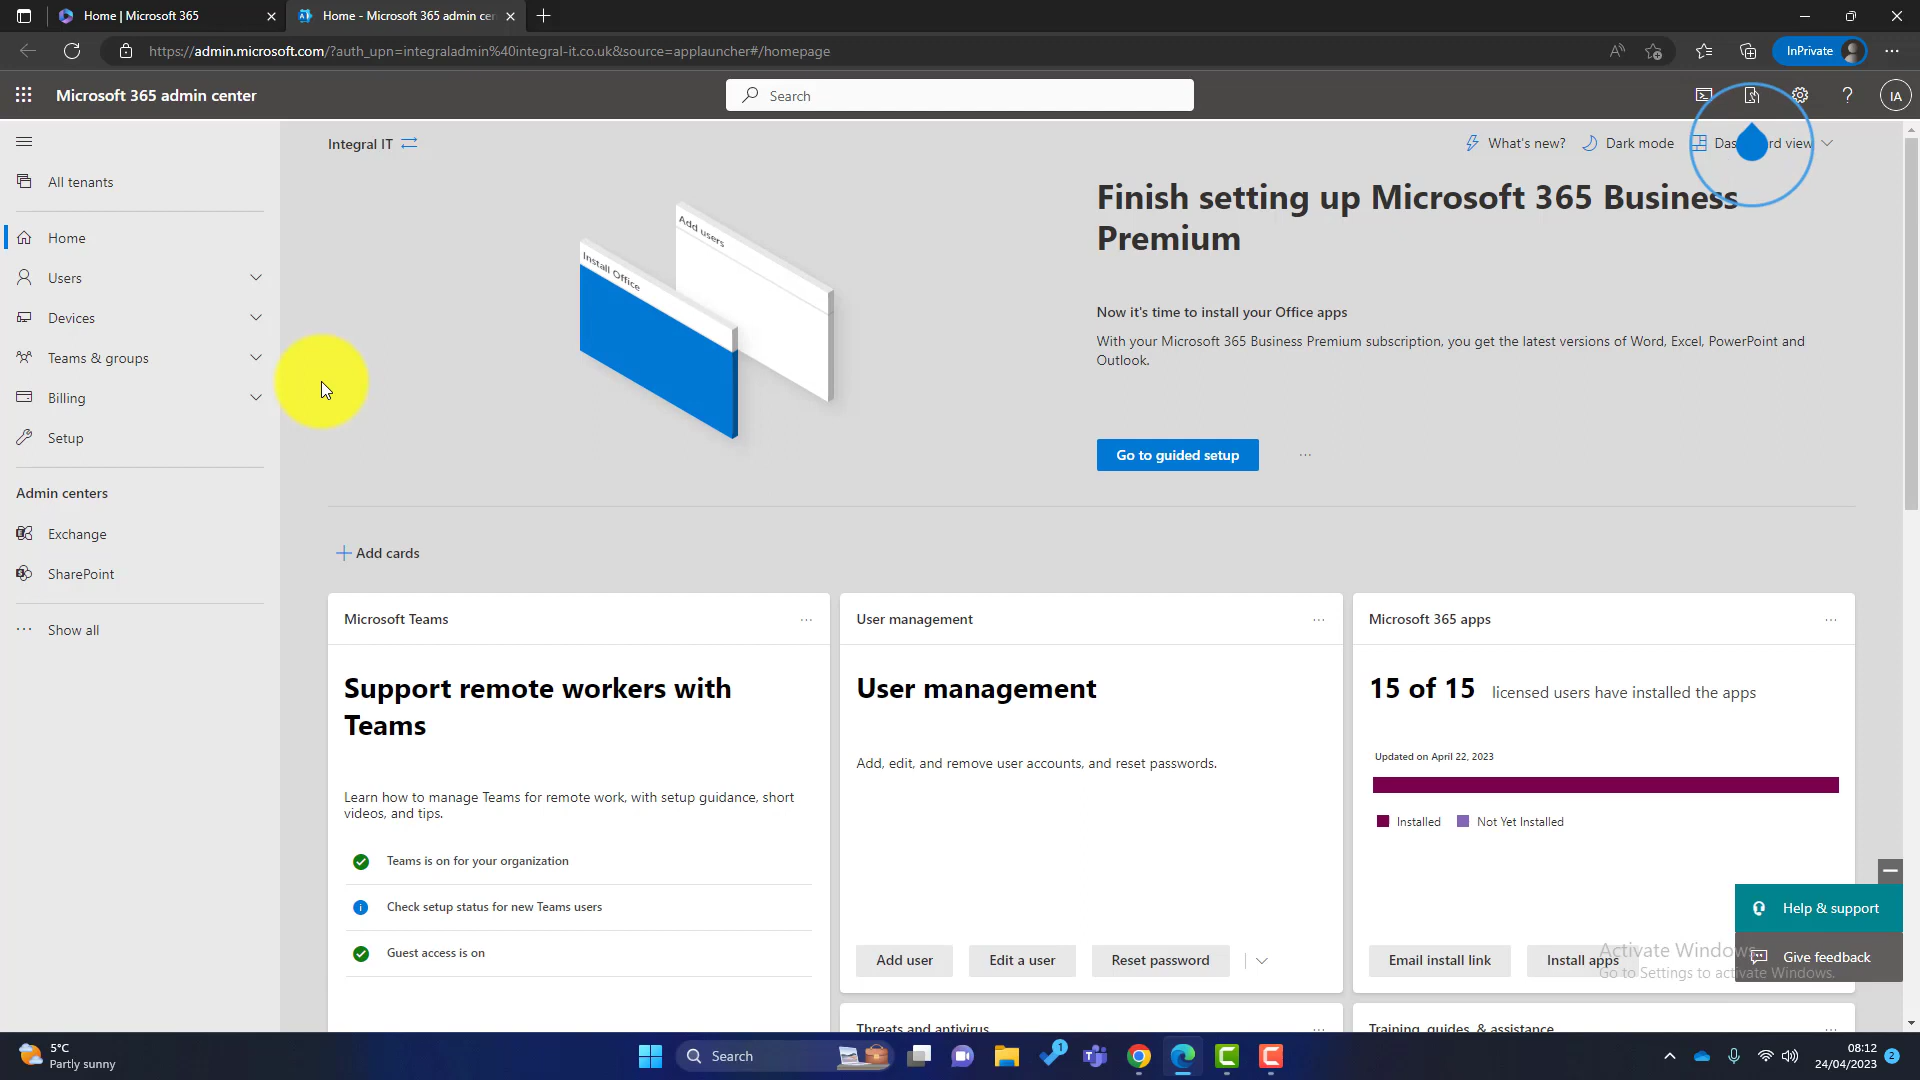 Home | Microsoft 365
Home - Microsoft 365 admin cen
https://admin.microsoft.com/?auth_upn=integraladmin%40integral-it.co.uk&source=applauncher#/homepage
InPrivate
Microsoft 365 admin center
Search
IA
Integral IT
What's new?
Dark mode
Dashboard view
All tenants
Home
Users
Devices
Teams & groups
Billing
Setup
Admin centers
Exchange
SharePoint
Show all
Add users
Install Office
Finish setting up Microsoft 365 Business
Premium
Now it's time to install your Office apps
With your Microsoft 365 Business Premium subscription, you get the latest versions of Word, Excel, PowerPoint and
Outlook.
Go to guided setup
Add cards
Microsoft Teams
Support remote workers with
Teams
Learn how to manage Teams for remote work, with setup guidance, short
videos, and tips.
Teams is on for your organization
Check setup status for new Teams users
Guest access is on
User management
User management
Add, edit, and remove user accounts, and reset passwords.
Add user
Edit a user
Reset password
Microsoft 365 apps
15 of 15 licensed users have installed the apps
Updated on April 22, 2023
Installed
Not Yet Installed
Email install link
Install apps
Help & support
Give feedback
Activate Windows
Go to Settings to activate Windows.
Threats and antivirus
Training, guides, & assistance
5°C
Partly sunny
Search
1
08:12
24/04/2023
2